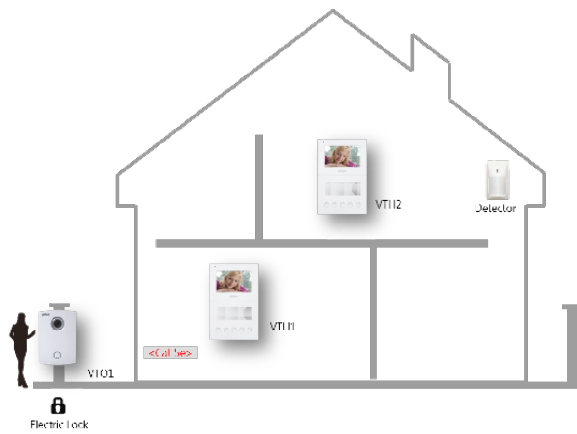 VTH2
Detector
VTH1
<Cat 5e>
VTO1
Electric Lock